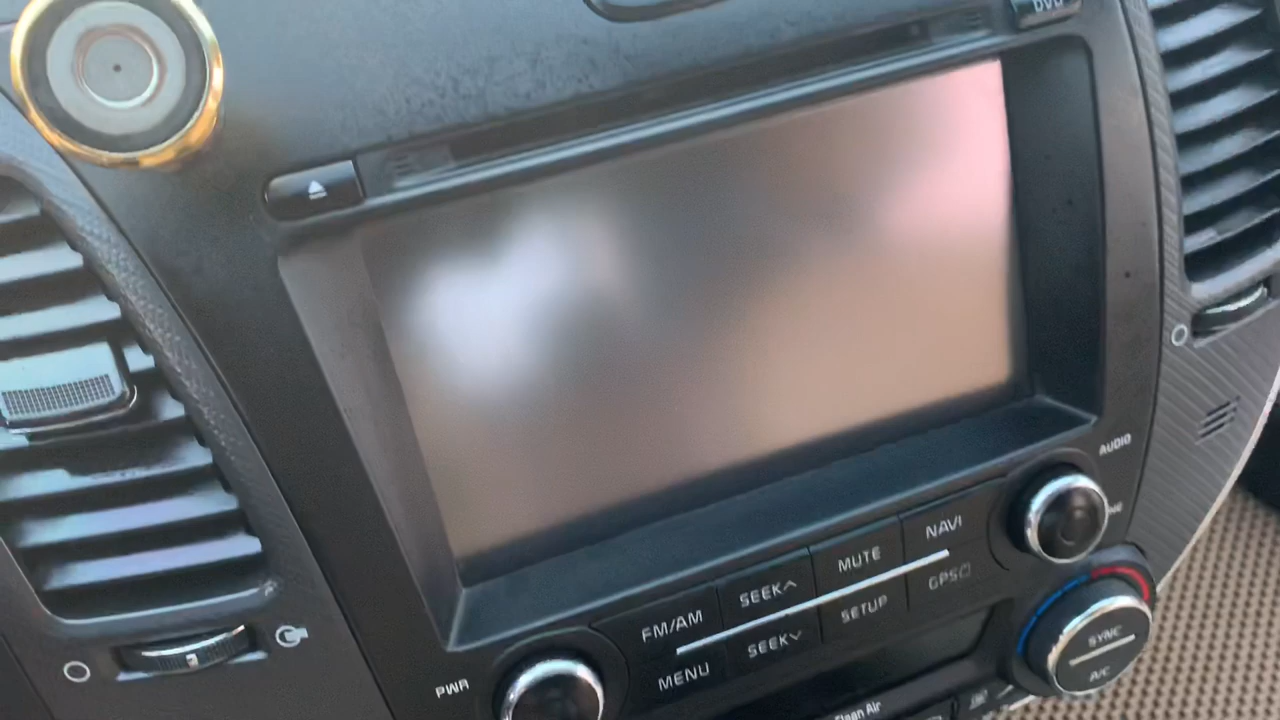 DVD
AUDIO
FM/AM SEEK MUTE NAVI
MENU SEEK SETUP GPS
PWR
SYNC
A/C
Clean Air